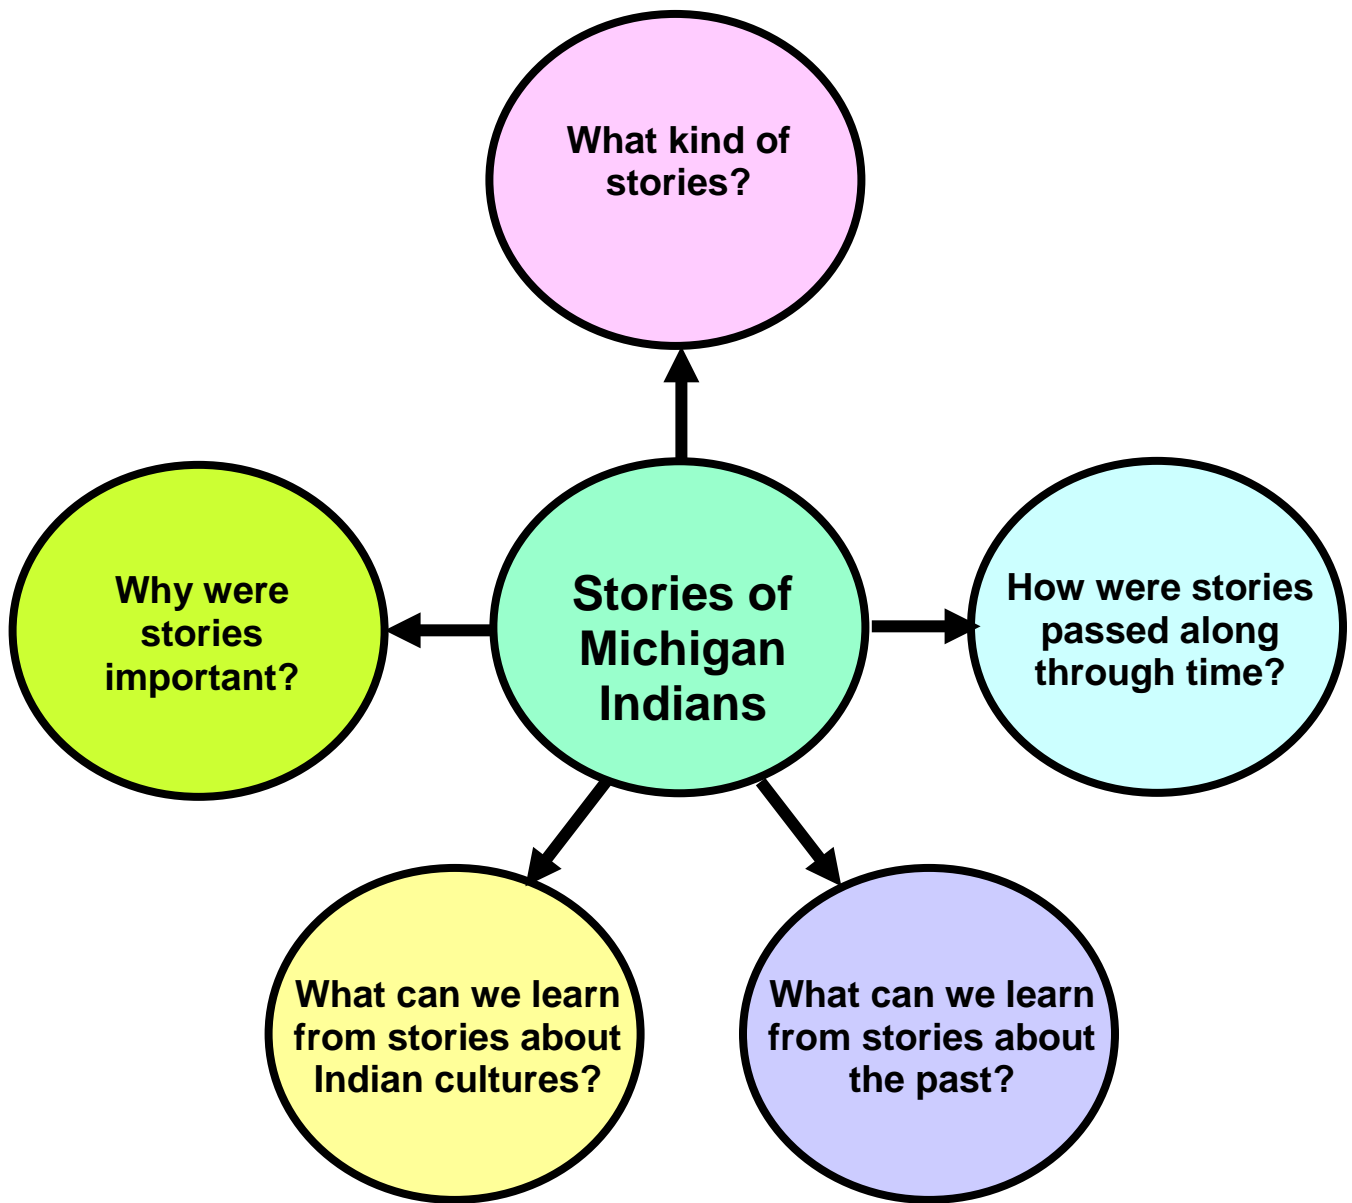 What kind of
stories?
Why were
stories
important?
Stories of
Michigan
Indians
How were stories
passed along
through time?
What can we learn
from stories about
Indian cultures?
What can we learn
from stories about
the past?